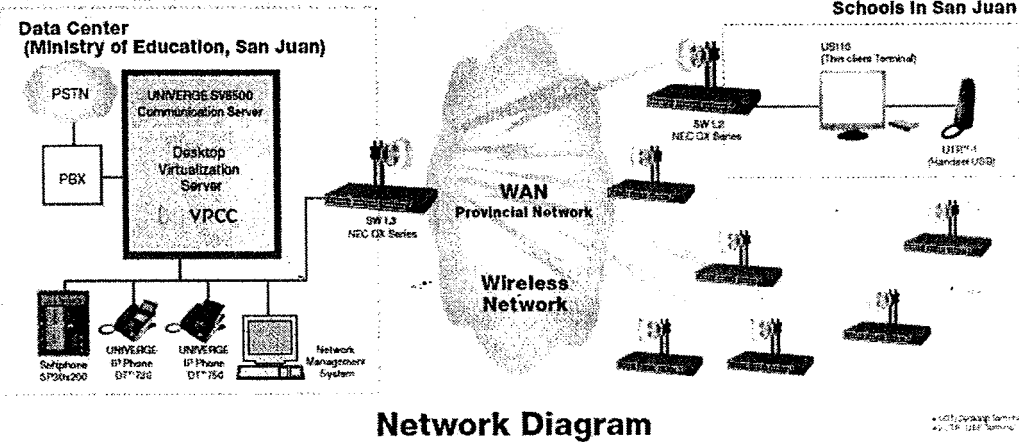 Schools in San Juan
Data Center
(Ministry of Education, San Juan)
PSTN
PBX
UNIVERGE SV8500
Communication Server
Desktop
Virtualization
Server
VPCC
SW L3
NEC QX Series
WAN
Provincial Network
Wireless
Network
SW L2
NEC QX Series
US110
(Thin client Terminal)
(Handset USB)
Softphone
SP30x200
UNIVERGE
IP Phone
UNIVERGE
IP Phone
Network
Management
System
Network Diagram